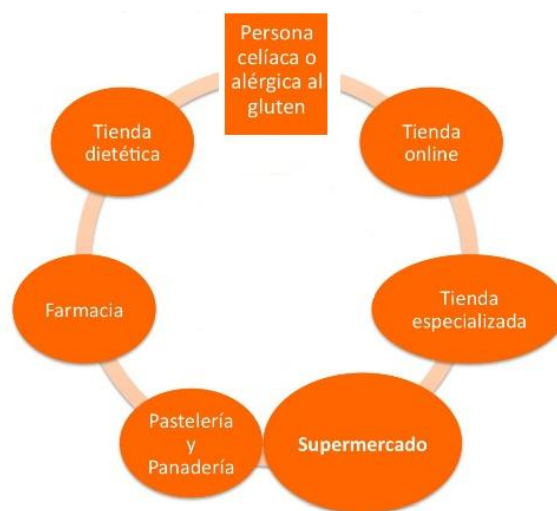 Persona
celíaca o
alérgica al
gluten
Tienda
online
Tienda
especializada
Supermercado
Pastelería
y
Panadería
Farmacia
Tienda
dietética